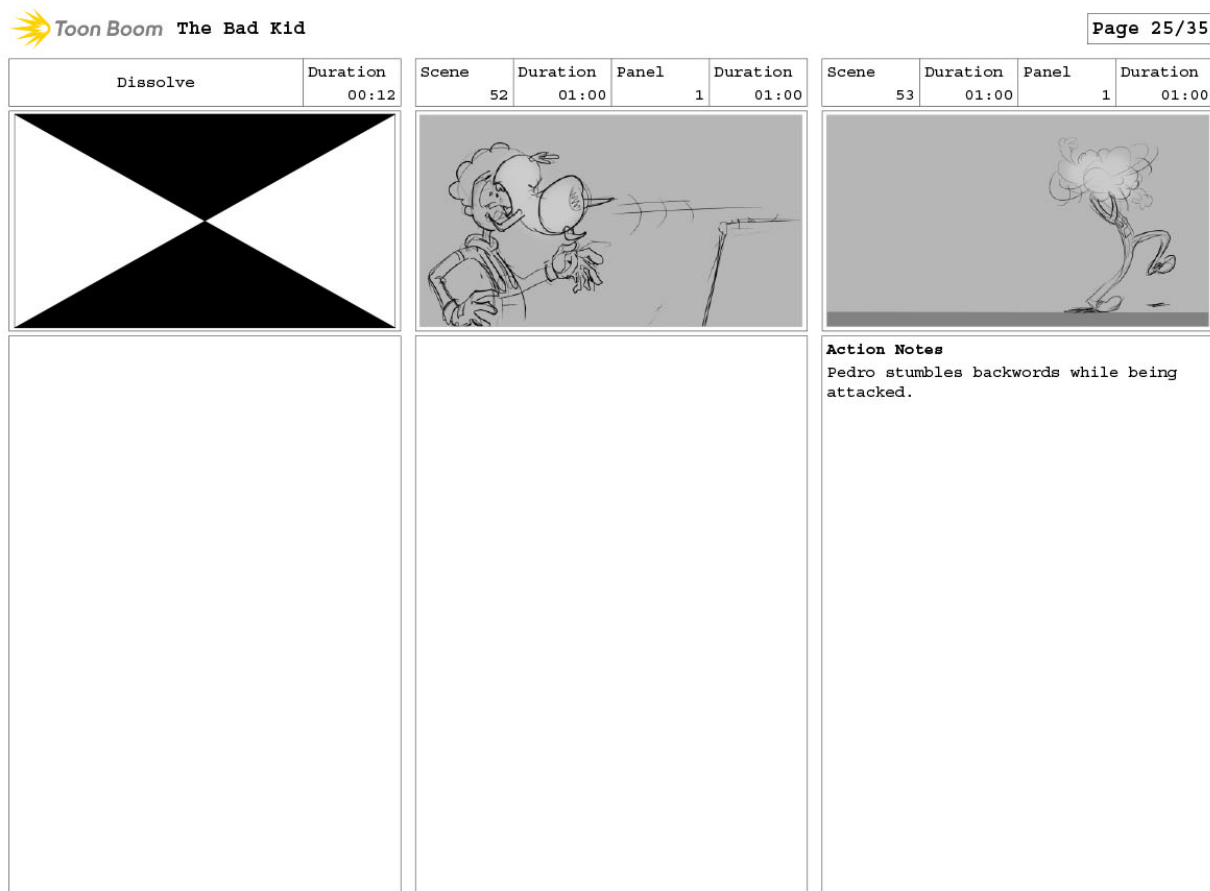 Toon Boom The Bad Kid
Page 25/35
Dissolve
Duration
00:12
Scene
52
Duration
01:00
Panel
1
Duration
01:00
Scene
53
Duration
01:00
Panel
1
Duration
01:00
Action Notes
Pedro stumbles backwords while being
attacked.